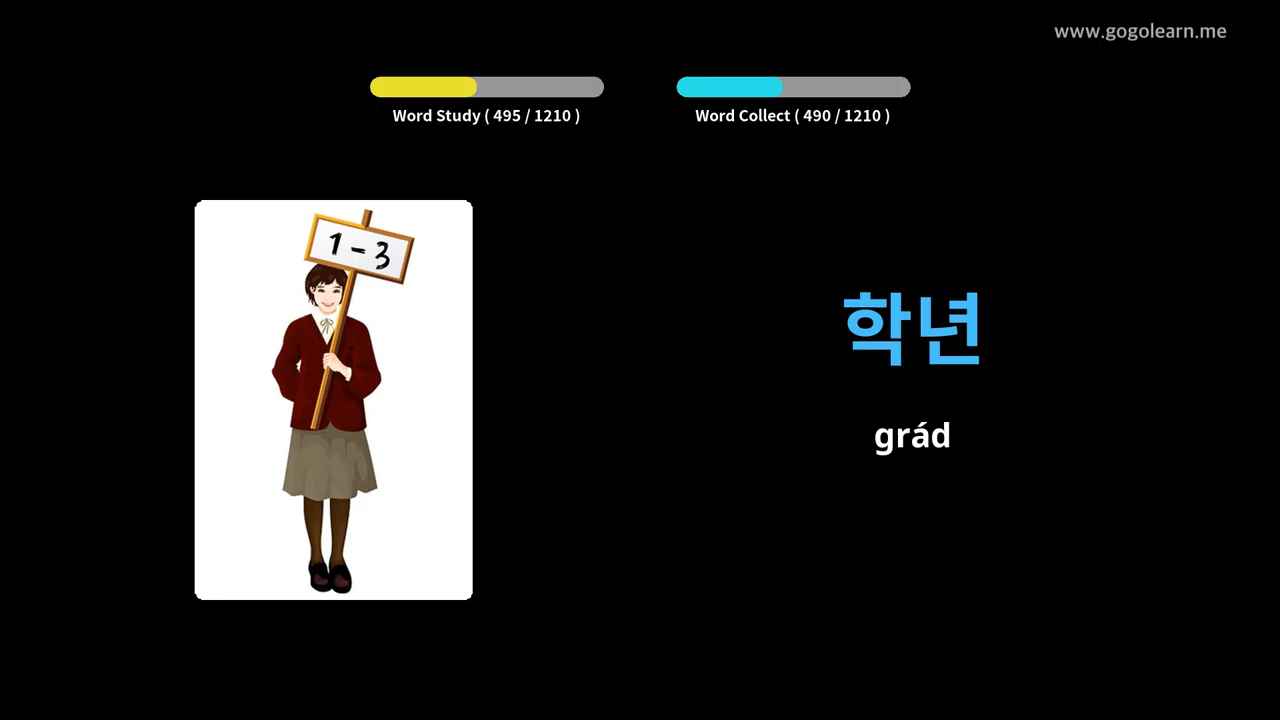 www.gogolearn.me
Word Study ( 495 / 1210 )
Word Collect ( 490 / 1210 )
1 - 3
학년
grád